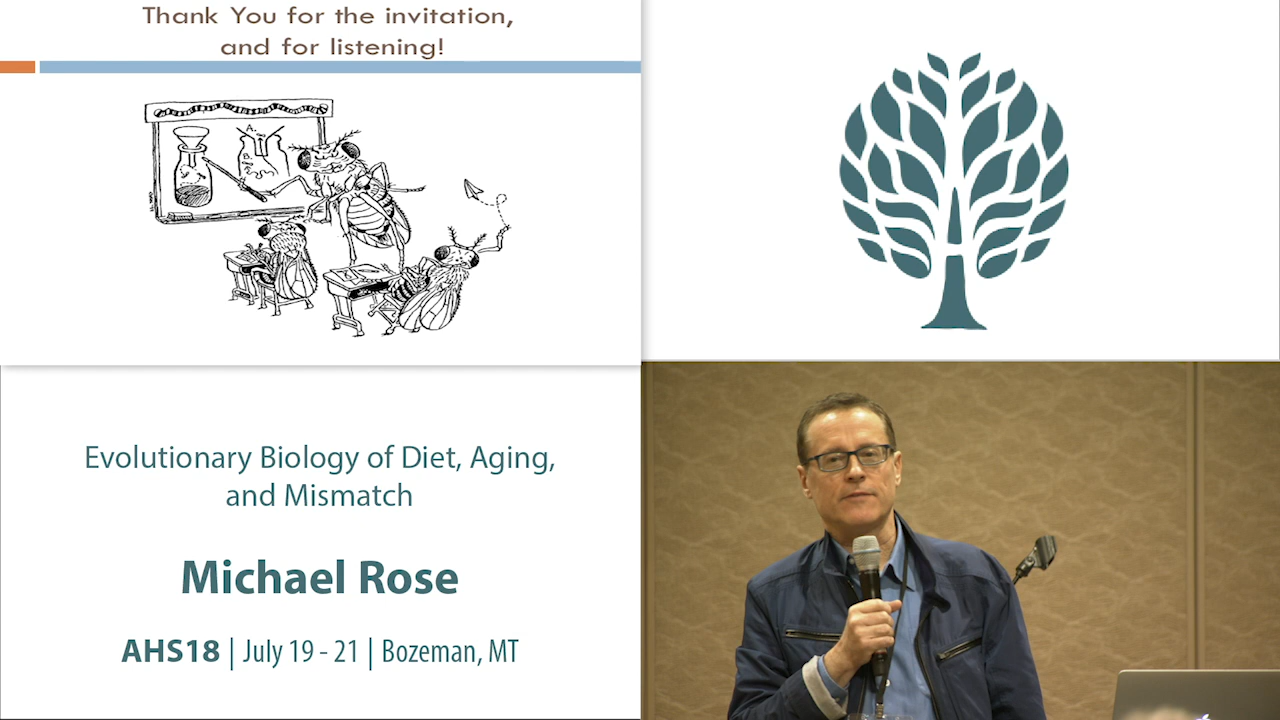 Thank You for the invitation,
and for listening!
A.
Evolutionary Biology of Diet, Aging,
and Mismatch
Michael Rose
AHS18 | July 19 - 21 | Bozeman, MT